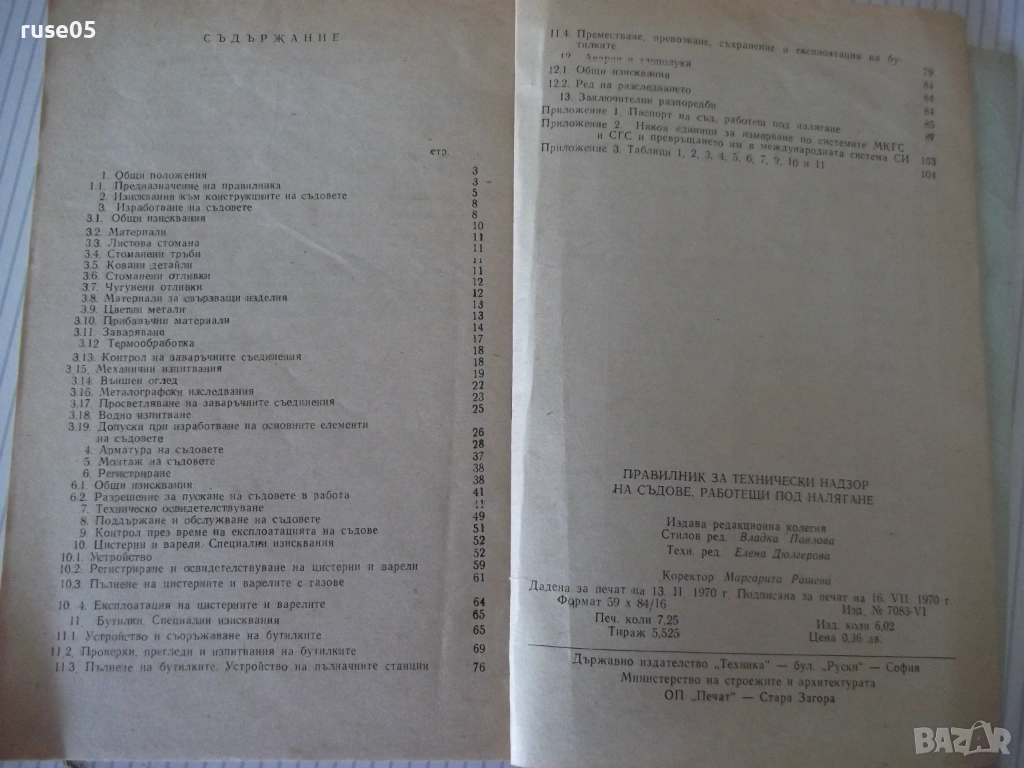 ruse05
СЪДЪРЖАНИЕ
стр.
1. Общи положения 3
1.1. Предназначение на правилника 3
2. Изисквания към конструкциите на съдовете 5
3. Изработване на съдовете 8
3.1. Общи изисквания 8
3.2. Материали 10
3.3. Листова стомана 11
3.4. Стоманени тръби 11
3.5. Ковани детайли 11
3.6. Стоманени отливки 11
3.7. Чугунени отливки 12
3.8. Материали за свързващи изделия 12
3.9. Цветни метали 13
3.10. Прибавъчни материали 13
3.11. Заваряване 14
3.12 Термообработка 17
3.13. Контрол на заваръчните съединения 18
3.15. Механични изпитвания 18
3.14. Външен оглед 19
3.16. Металографски изследвания 22
3.17. Просветляване на заваръчните съединения 23
3.18. Водно изпитване 25
3.19. Допуски при изработване на основните елементи
на съдовете 26
4. Арматура на съдовете 28
5. Монтаж на съдовете 37
6. Регистриране 38
6.1. Общи изисквания 38
6.2. Разрешение за пускане на съдовете в работа 41
7. Техническо освидетелствуване 41
8. Поддържане и обслужване на съдовете 49
9. Контрол през време на експлоатацията на съдове 51
10. Цистерни и варели. Специални изисквания 52
10.1. Устройство 52
10.2. Регистриране и освидетелствуване на цистерни и варели 59
10.3. Пълнене на цистерните и варелите с газове 61
10.4. Експлоатация на цистерните и варелите 64
11. Бутилки. Специални изисквания 65
11.1. Устройство и съоръжаване на бутилките 65
11.2. Проверки, прегледи и изпитвания на бутилките 69
11.3. Пълнене на бутилките. Устройство на пълначните станции 76
11.4. Преместване, превозване, съхранение и експлоатация на бу-
тилките 79
12. Аварии и злополуки
12.1. Общи изисквания 84
12.2. Ред на разследването 84
13. Заключителни разпоредби 84
Приложение 1. Паспорт на съд, работещ под налягане 85
Приложение 2. Някои единици за измерване по системите МКГС
и СГС и превръщането им в международната система СИ 103
Приложение 3. Таблици 1, 2, 3, 4, 5, 6, 7, 9, 10 и 11 104
ПРАВИЛНИК ЗА ТЕХНИЧЕСКИ НАДЗОР
НА СЪДОВЕ, РАБОТЕЩИ ПОД НАЛЯГАНЕ
Издава редакционна колегия
Стилов ред. Владка Павлова
Техн. ред. Елена Дюлгерова
Коректор Маргарита Рашева
Дадена за печат на 13. II. 1970 г. Подписана за печат на 16. VII. 1970 г.
Формат 59 х 84/16 Изд. № 7083-VI
Печ. коли 7,25 Изд. коли 6,02
Тираж 5,525 Цена 0,36 лв.
Държавно издателство „Техника“ — бул. „Руски“ — София
Министерство на строежите и архитектурата
ОП „Печат“ — Стара Загора
BAZAR